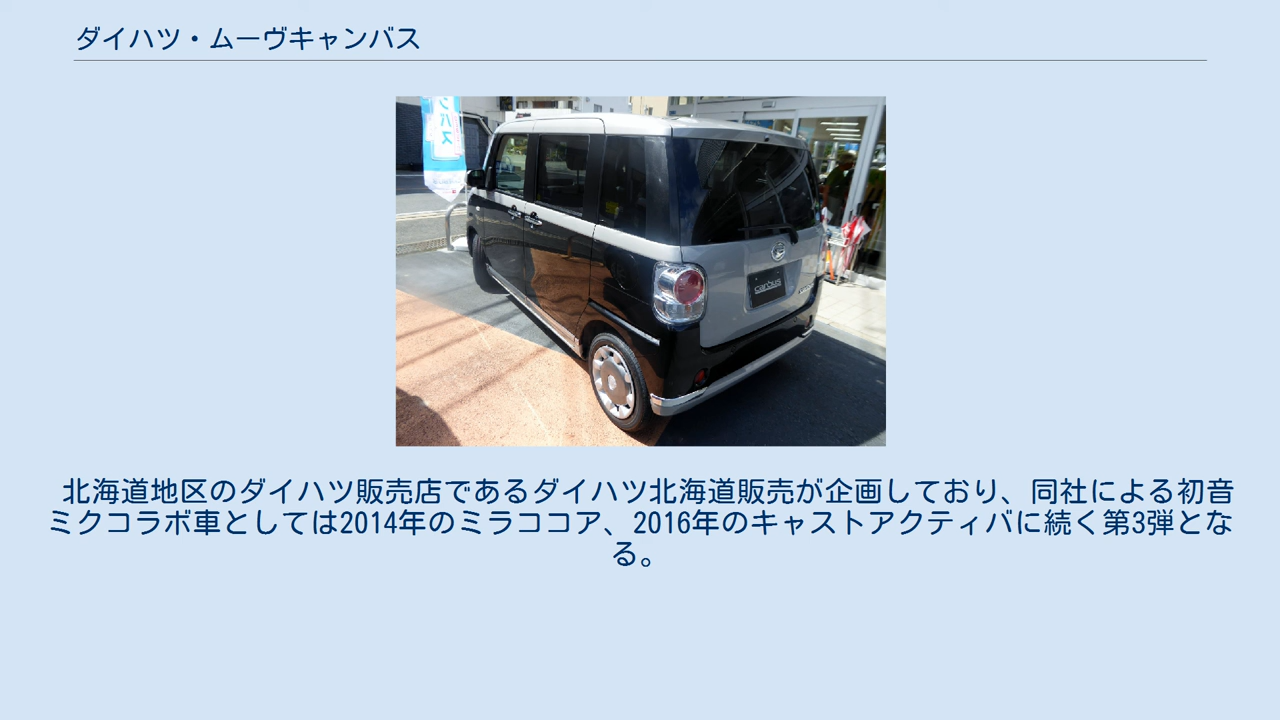 ダイハツ・ムーヴキャンバス
ンバス
carbus
北海道地区のダイハツ販売店であるダイハツ北海道販売が企画しており、同社による初音
ミクコラボ車としては2014年のミラココア、2016年のキャストアクティバに続く第3弾とな
る。